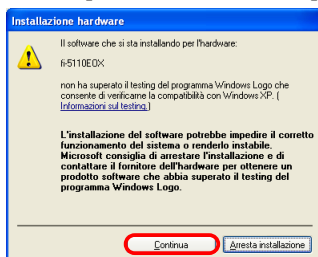 Installazione hardware
Il software che si sta installando per l'hardware:
fi-5110EOX
non ha superato il testing del programma Windows Logo che
consente di verificarne la compatibilità con Windows XP. (
Informazioni sul testing.)
L'installazione del software potrebbe impedire il corretto
funzionamento del sistema o renderlo instabile.
Microsoft consiglia di arrestare l'installazione e di
contattare il fornitore dell'hardware per ottenere un
prodotto software che abbia superato il testing del
programma Windows Logo.
Continua
Arresta installazione